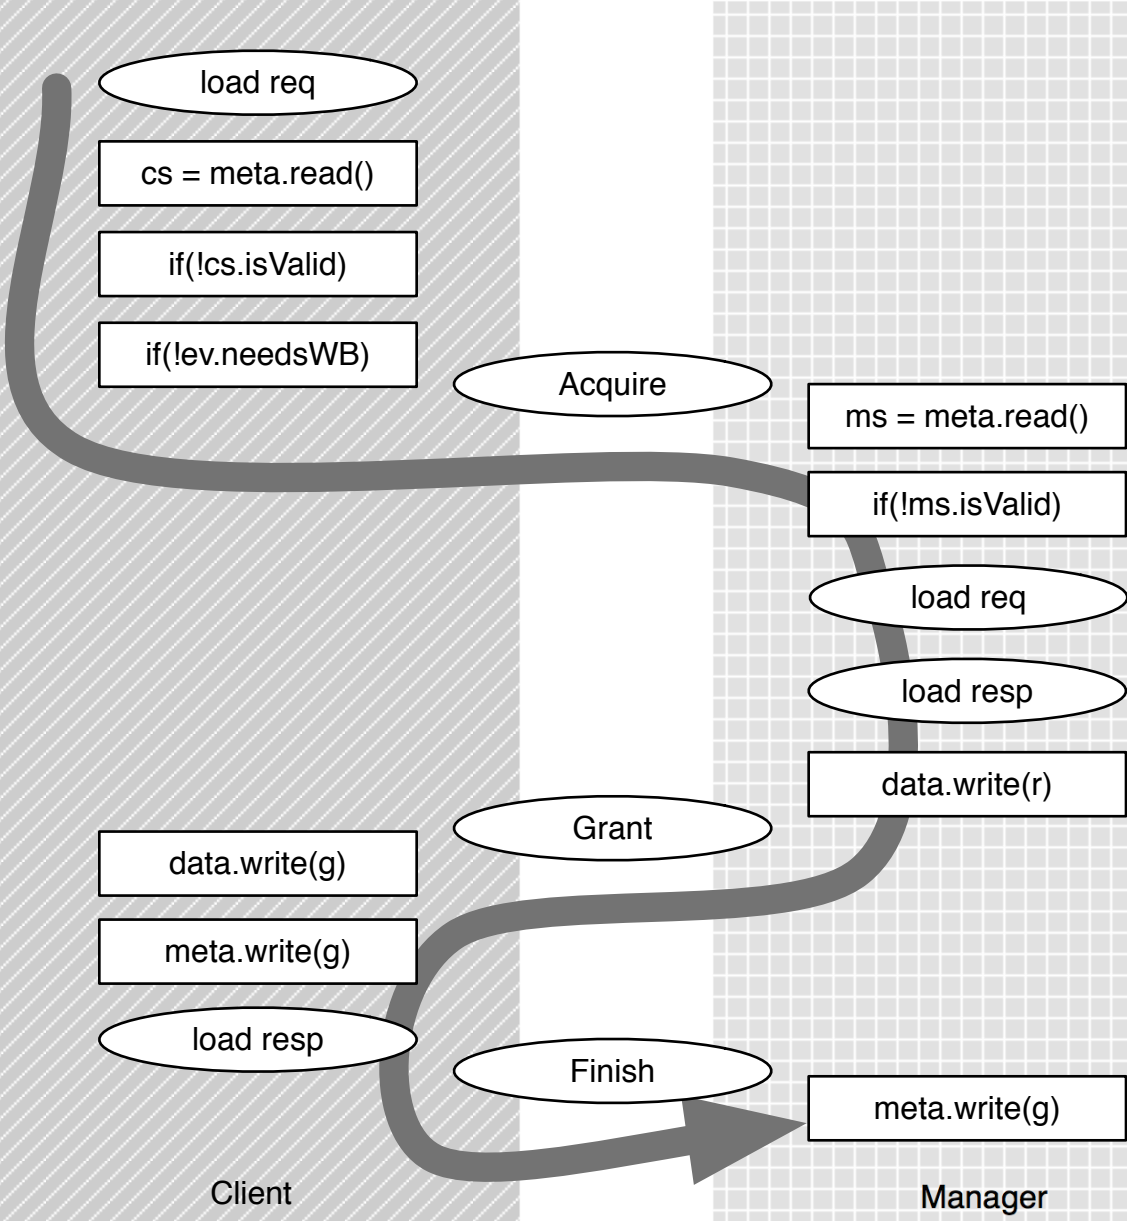 load req
cs = meta.read()
if(!cs.isValid)
if(!ev.needsWB)
Acquire
ms = meta.read()
if(!ms.isValid)
load req
load resp
data.write(r)
Grant
data.write(g)
meta.write(g)
load resp
Finish
meta.write(g)
Client
Manager